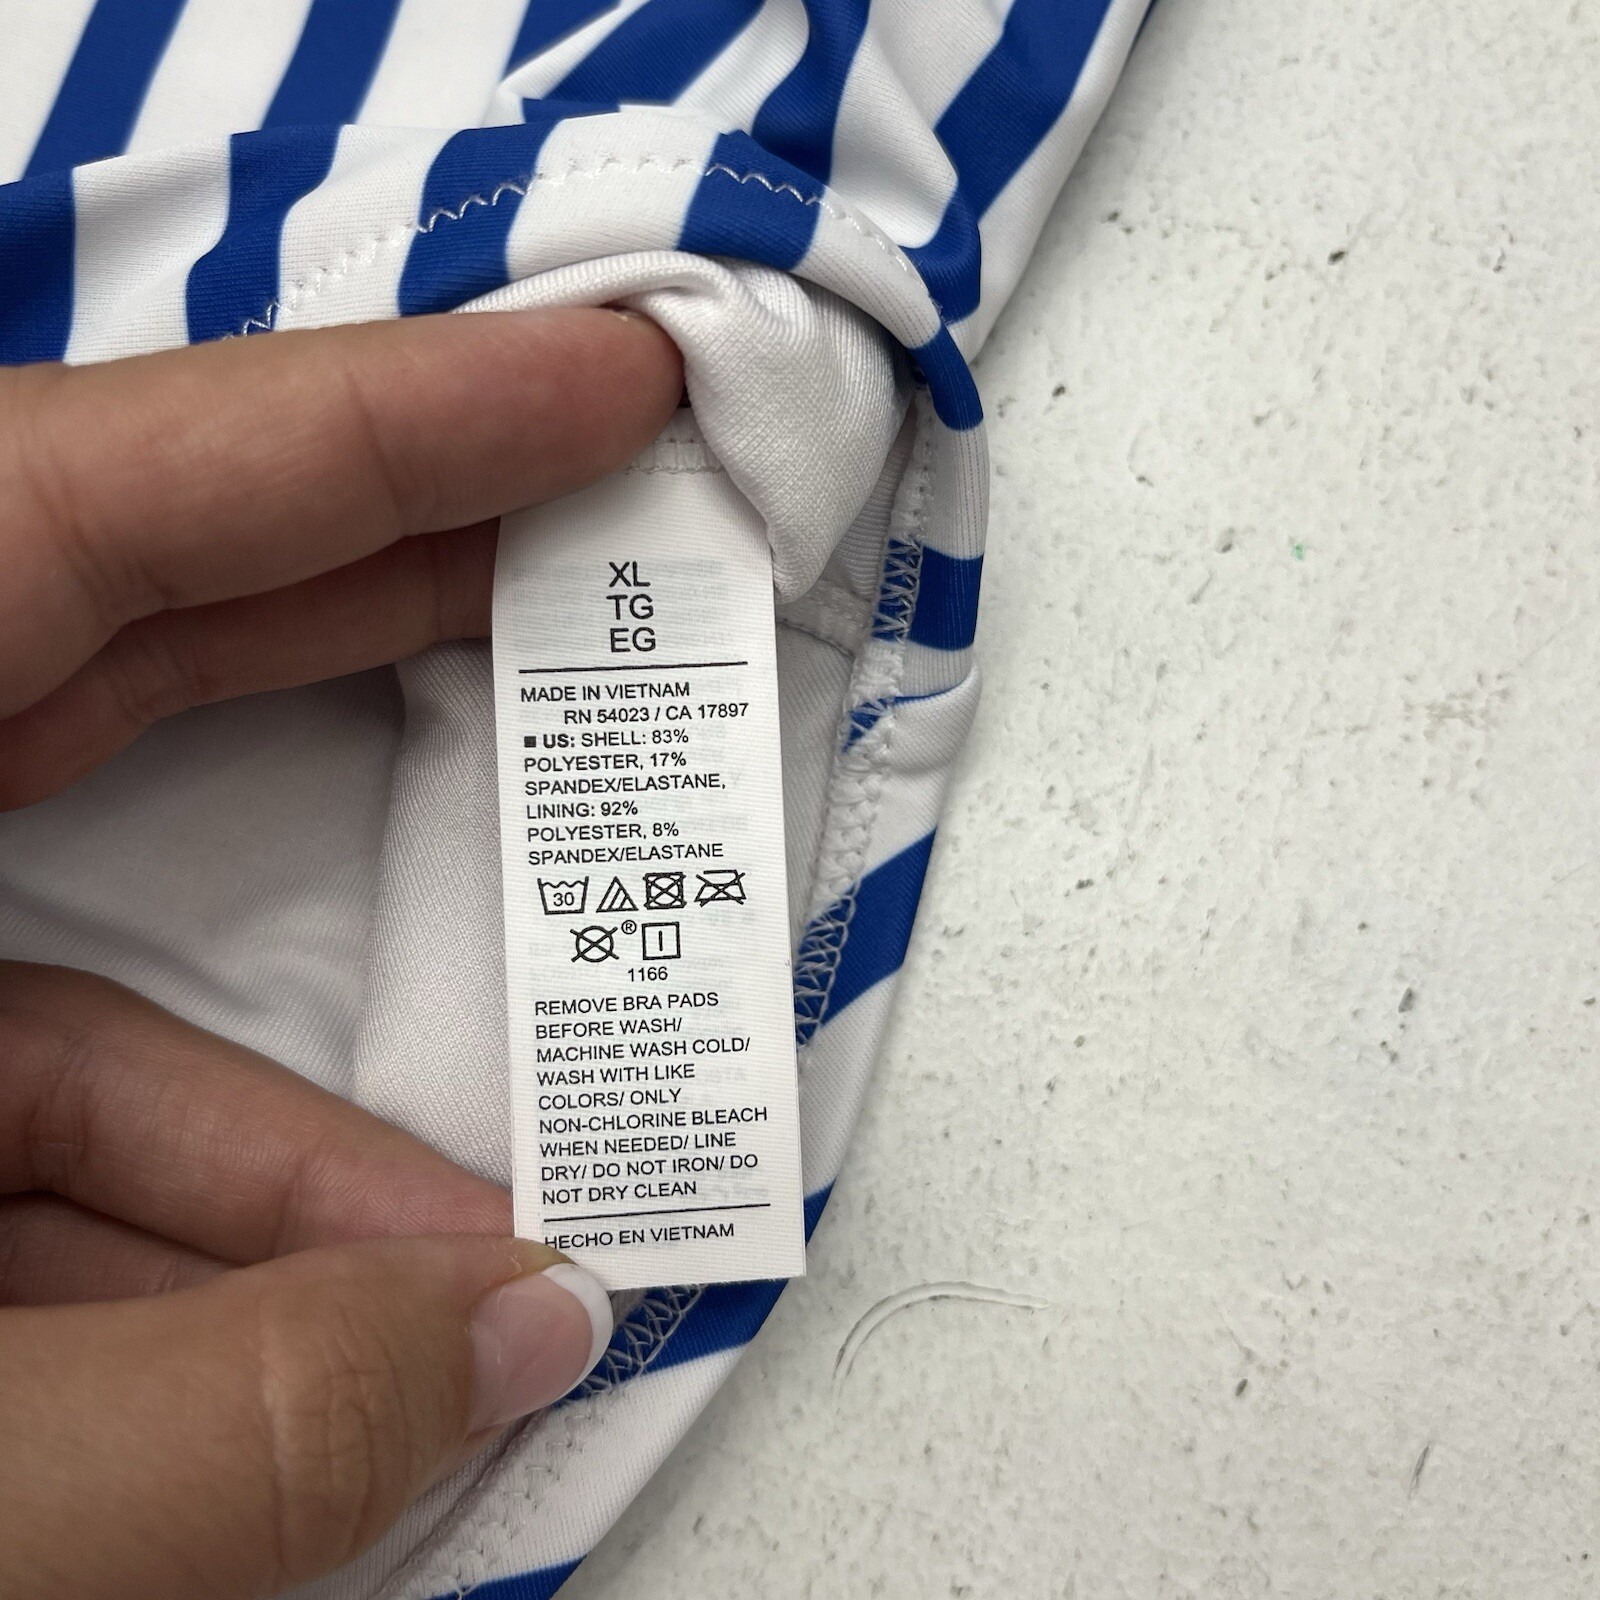 XL
TG
EG
MADE IN VIETNAM
RN 54023 / CA 17897
■ US: SHELL: 83%
POLYESTER, 17%
SPANDEX/ELASTANE,
LINING: 92%
POLYESTER, 8%
SPANDEX/ELASTANE
30
®
1166
REMOVE BRA PADS
BEFORE WASH/
MACHINE WASH COLD/
WASH WITH LIKE
COLORS/ ONLY
NON-CHLORINE BLEACH
WHEN NEEDED/ LINE
DRY/ DO NOT IRON/ DO
NOT DRY CLEAN
HECHO EN VIETNAM